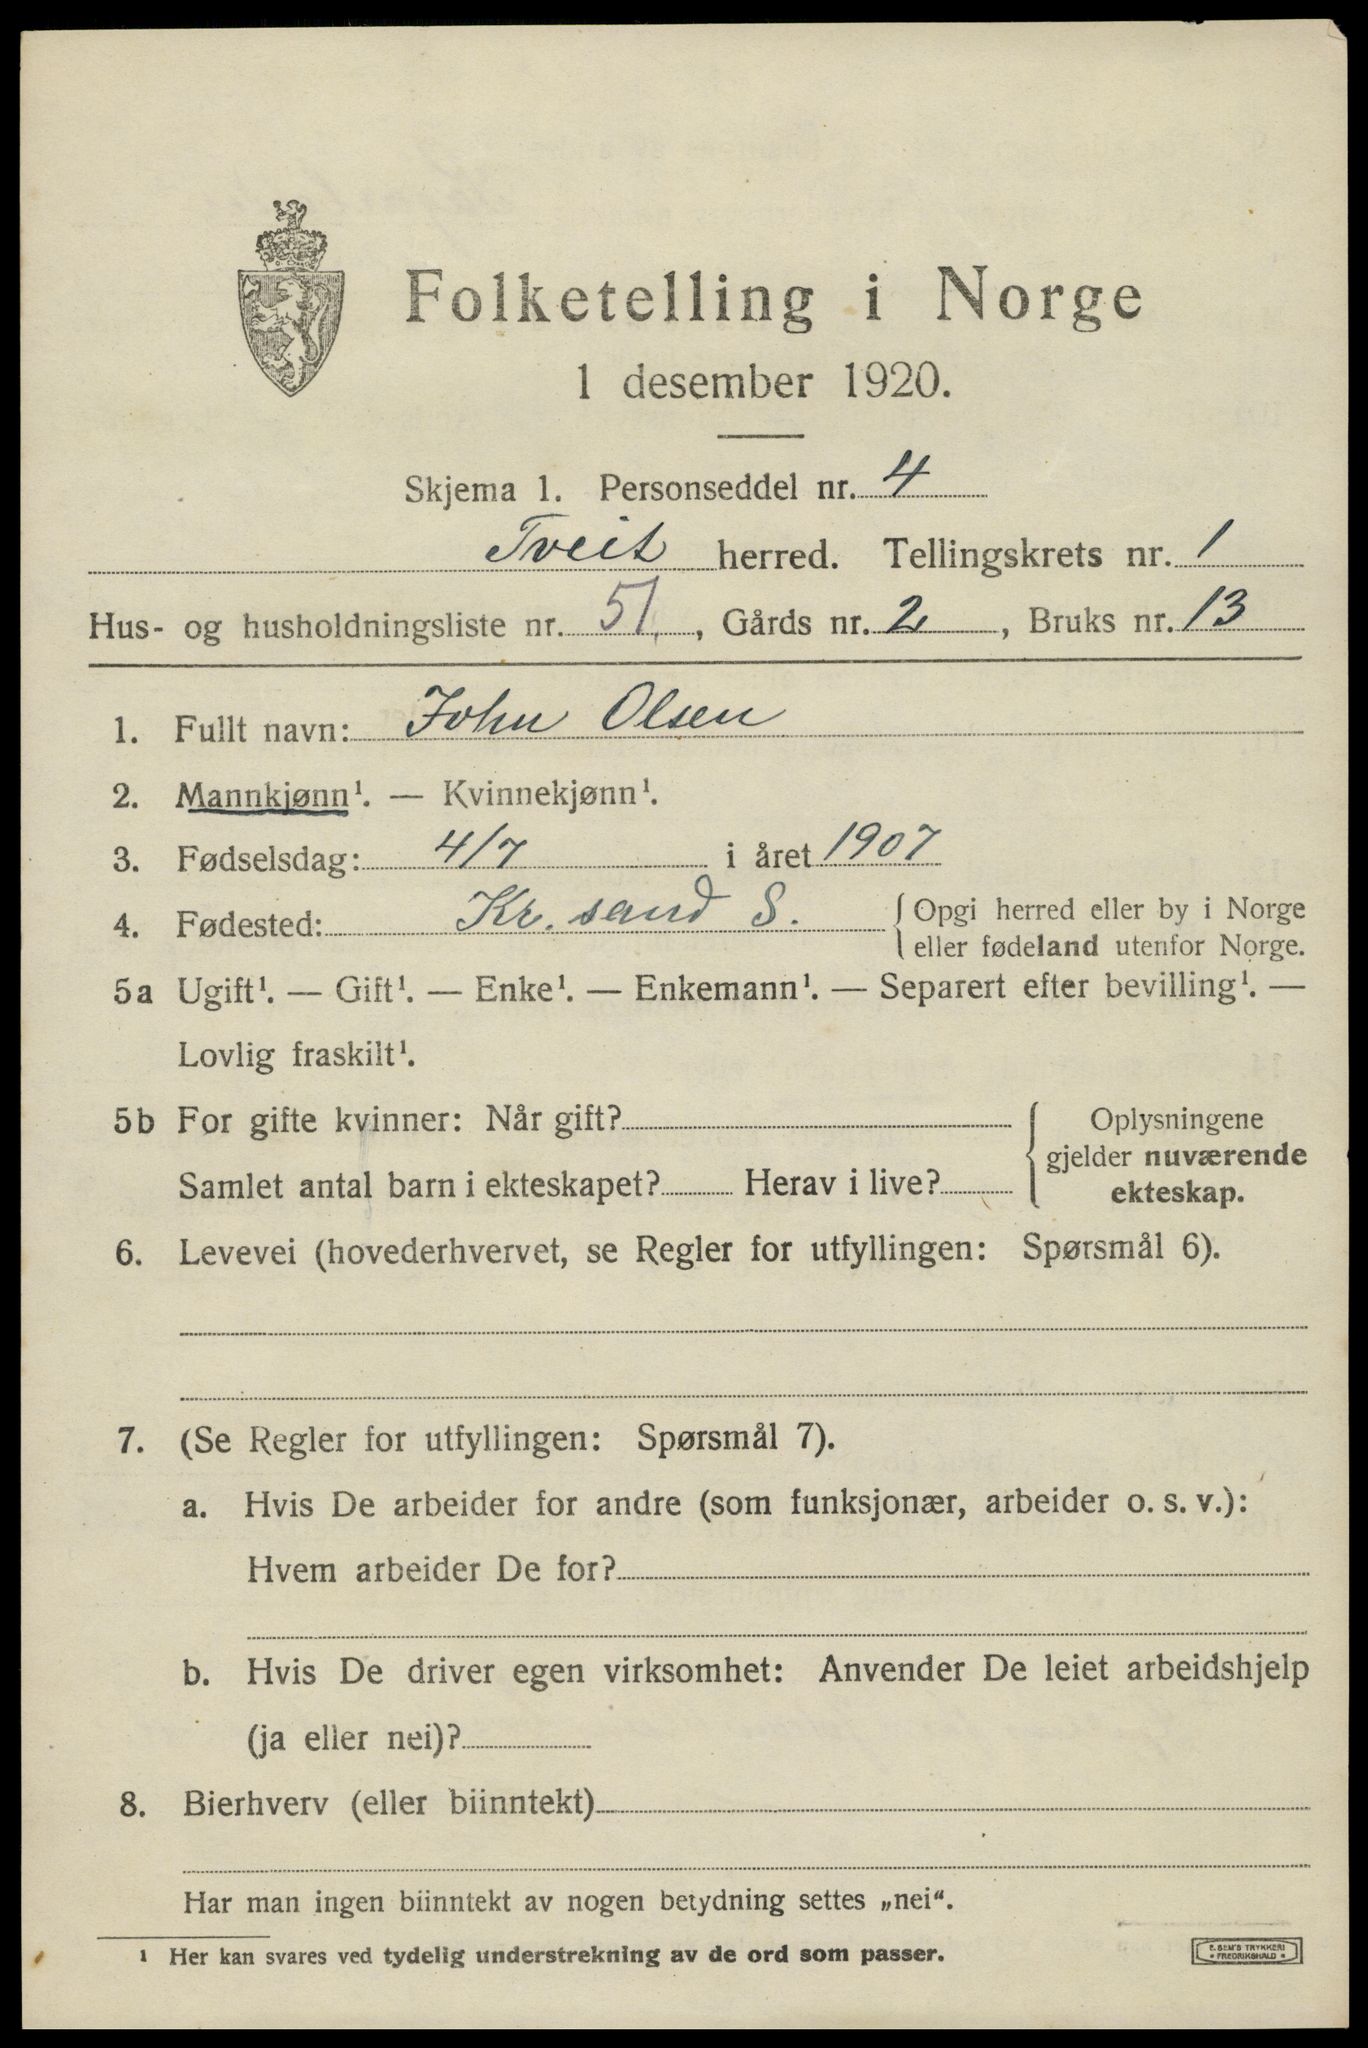 Folketelling i Norge
1 desember 1920.
Skjema 1. Personseddel nr. 4
Tveit herred. Tellingskrets nr. 1
Hus- og husholdningsliste nr. 51., Gårds nr. 2, Bruks nr. 13
1. Fullt navn: John Olsen
2. Mannkjønn¹. — Kvinnekjønn¹.
3. Fødselsdag: 4/7 i året 1907
4. Fødested: Kr.sand S. { Opgi herred eller by i Norge
eller fødeland utenfor Norge.
5a Ugift¹. — Gift¹. — Enke¹. — Enkemann¹. — Separert efter bevilling¹. —
Lovlig fraskilt¹.
5b For gifte kvinner: Når gift?
Samlet antal barn i ekteskapet? Herav i live?
{ Oplysningene
gjelder nuværende
ekteskap.
6. Levevei (hovederhvervet, se Regler for utfyllingen: Spørsmål 6).
7. (Se Regler for utfyllingen: Spørsmål 7).
a. Hvis De arbeider for andre (som funksjonær, arbeider o. s. v.):
Hvem arbeider De for?
b. Hvis De driver egen virksomhet: Anvender De leiet arbeidshjelp
(ja eller nei)?
8. Bierhverv (eller biinntekt)
Har man ingen biinntekt av nogen betydning settes „nei“.
¹ Her kan svares ved tydelig understrekning av de ord som passer.
E. SEM'S TRYKKERI
* FREDRIKSHALD *